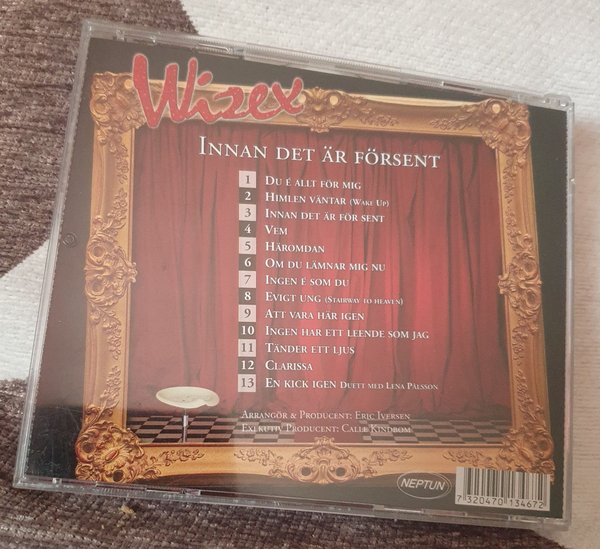 Wizex
INNAN DET ÄR FÖRSENT
1 DU É ALLT FÖR MIG
2 HIMLEN VÄNTAR (WAKE UP)
3 INNAN DET ÄR FÖR SENT
4 VEM
5 HÄROMDAN
6 OM DU LÄMNAR MIG NU
7 INGEN É SOM DU
8 EVIGT UNG (STAIRWAY TO HEAVEN)
9 ATT VARA HÄR IGEN
10 INGEN HAR ETT LEENDE SOM JAG
11 TÄNDER ETT LJUS
12 CLARISSA
13 EN KICK IGEN DUETT MED LENA PÅLSSON
ARRANGÖR & PRODUCENT: ERIC IVERSEN
EXEKUTIV PRODUCENT: CALLE KINDBOM
NEPTUN
7 320470 134672